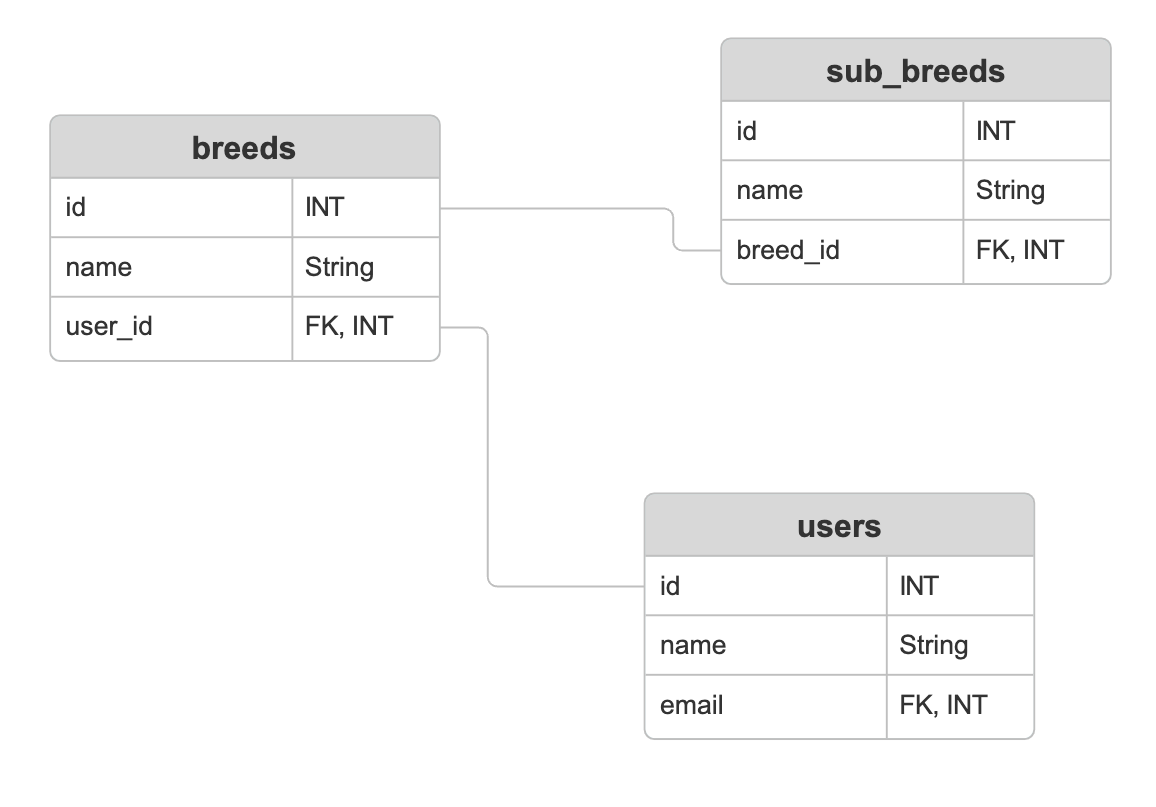 breeds
id INT
name String
user_id FK, INT
sub_breeds
id INT
name String
breed_id FK, INT
users
id INT
name String
email FK, INT